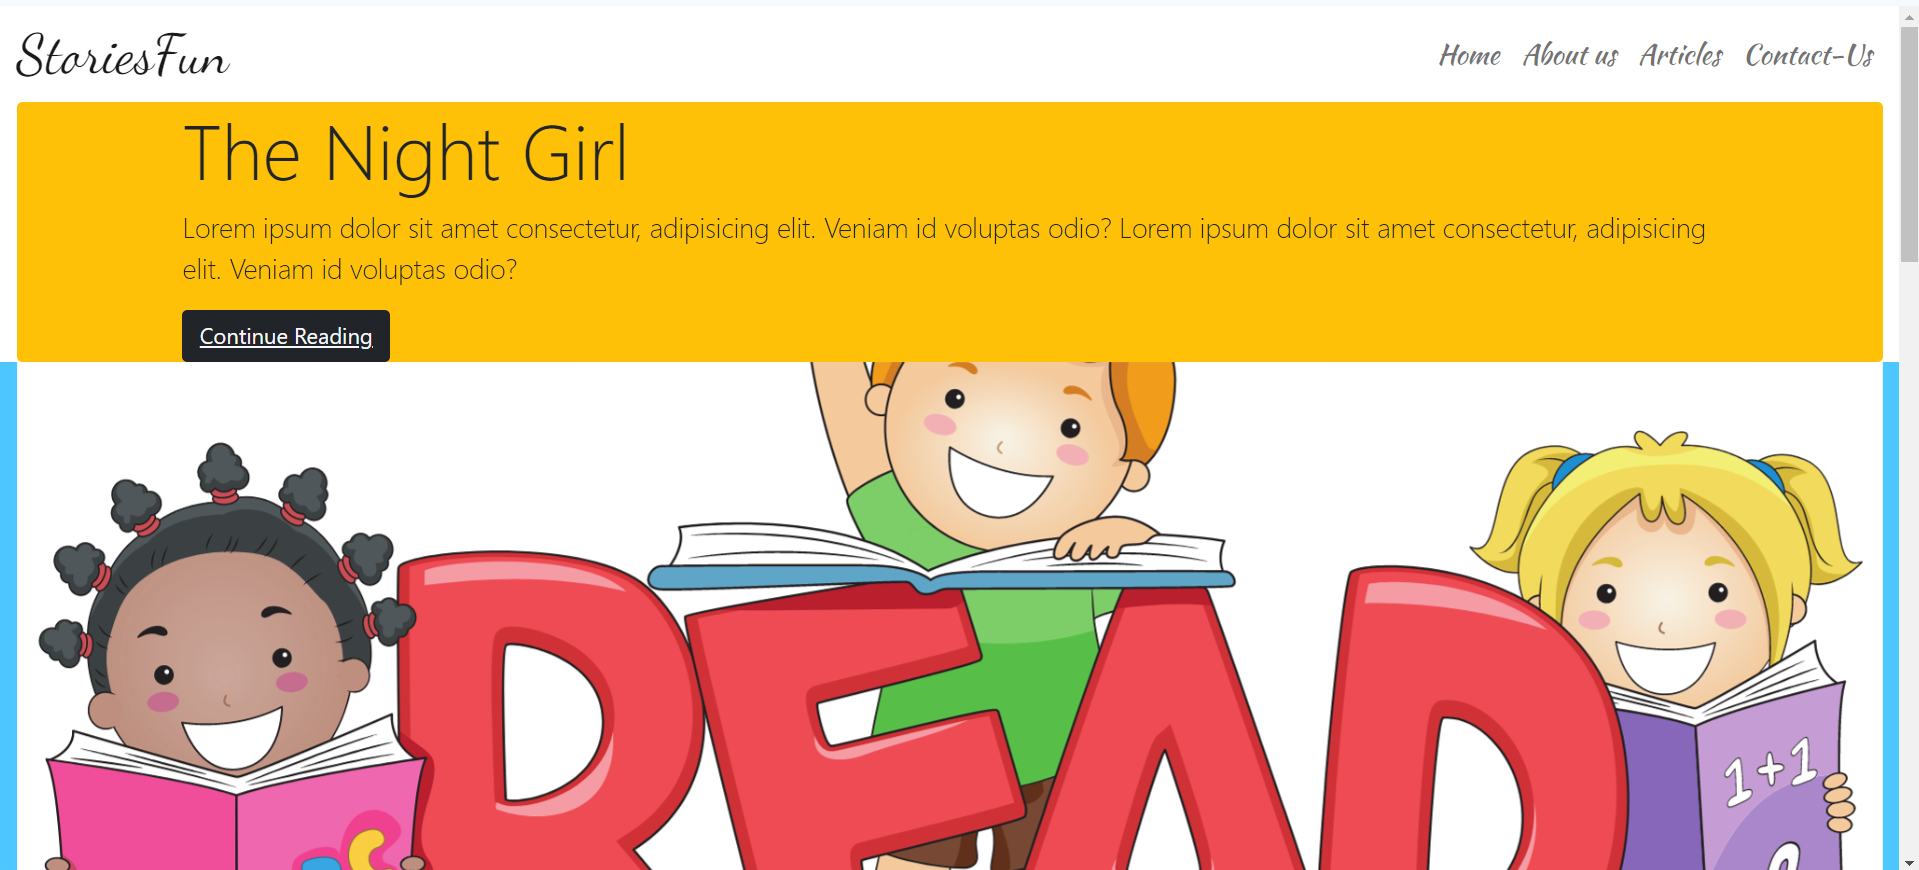 StoriesFun
Home About us Articles Contact-Us
The Night Girl
Lorem ipsum dolor sit amet consectetur, adipisicing elit. Veniam id voluptas odio? Lorem ipsum dolor sit amet consectetur, adipisicing
elit. Veniam id voluptas odio?
Continue Reading
READ
1+1